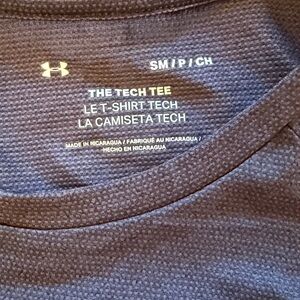 SM / P / CH
THE TECH TEE
LE T-SHIRT TECH
LA CAMISETA TECH
MADE IN NICARAGUA / FABRIQUÉ AU NICARAGUA /
HECHO EN NICARAGUA